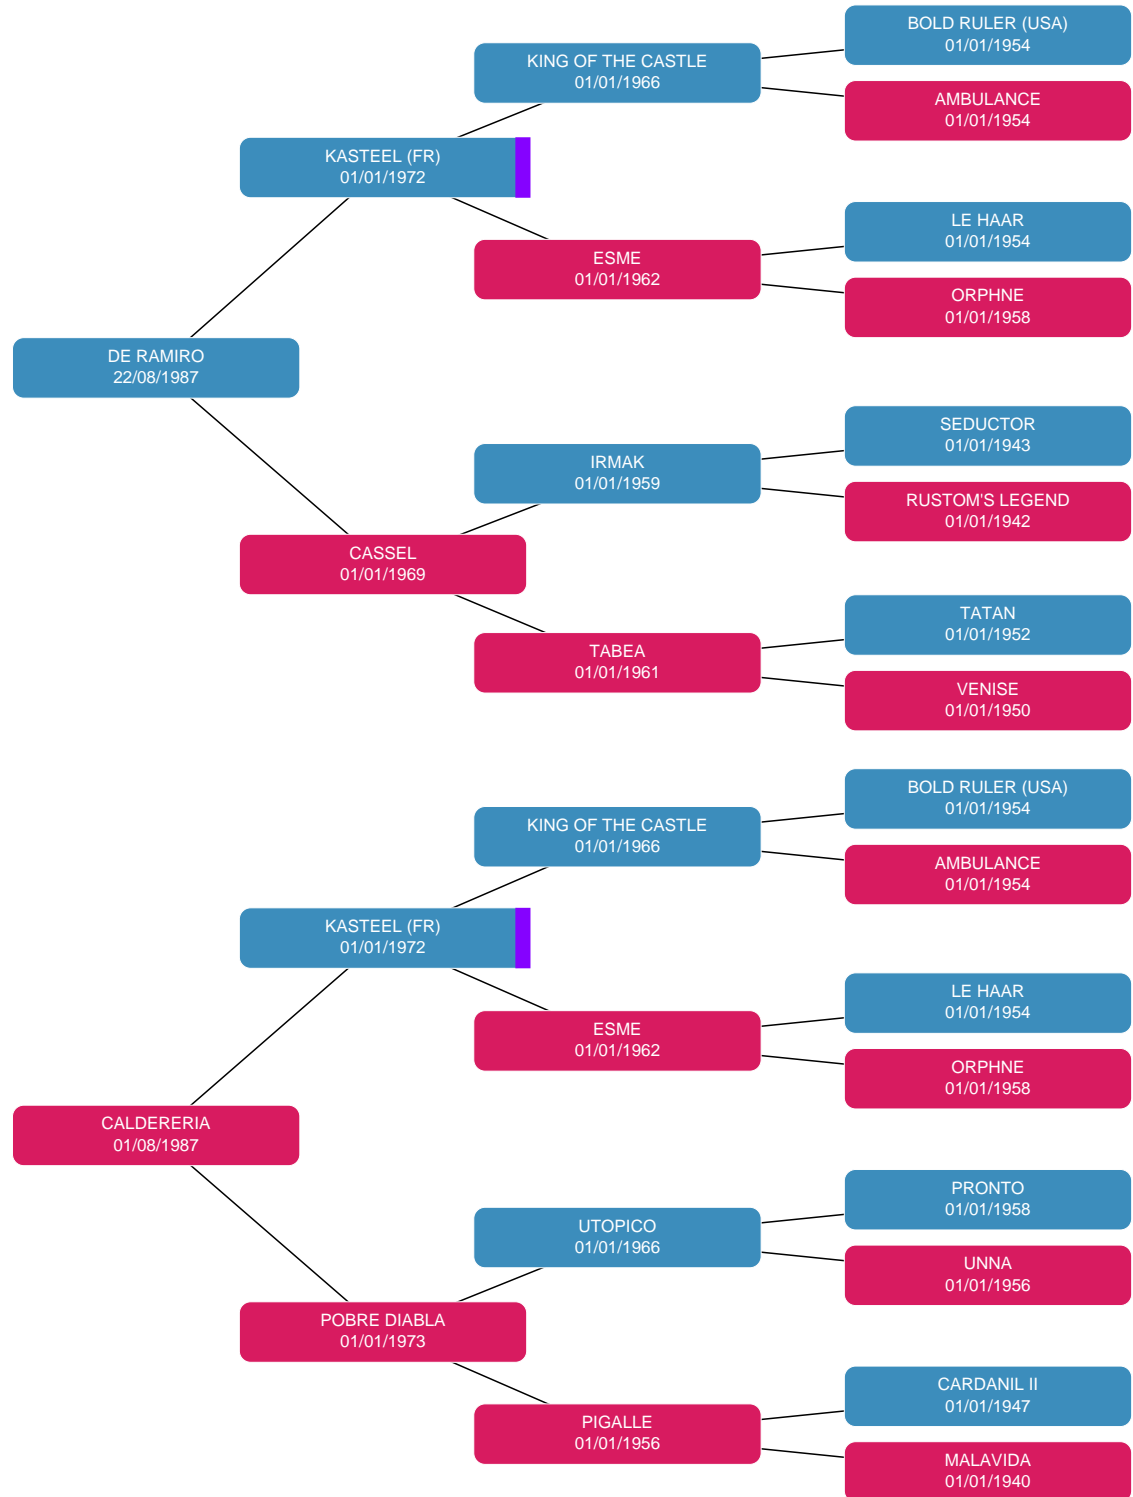 BOLD RULER (USA)
01/01/1954
KING OF THE CASTLE
01/01/1966
AMBULANCE
01/01/1954
KASTEEL (FR)
01/01/1972
LE HAAR
01/01/1954
ESME
01/01/1962
ORPHNE
01/01/1958
DE RAMIRO
22/08/1987
SEDUCTOR
01/01/1943
IRMAK
01/01/1959
RUSTOM'S LEGEND
01/01/1942
CASSEL
01/01/1969
TATAN
01/01/1952
TABEA
01/01/1961
VENISE
01/01/1950
BOLD RULER (USA)
01/01/1954
KING OF THE CASTLE
01/01/1966
AMBULANCE
01/01/1954
KASTEEL (FR)
01/01/1972
LE HAAR
01/01/1954
ESME
01/01/1962
ORPHNE
01/01/1958
CALDERERIA
01/08/1987
PRONTO
01/01/1958
UTOPICO
01/01/1966
UNNA
01/01/1956
POBRE DIABLA
01/01/1973
CARDANIL II
01/01/1947
PIGALLE
01/01/1956
MALAVIDA
01/01/1940